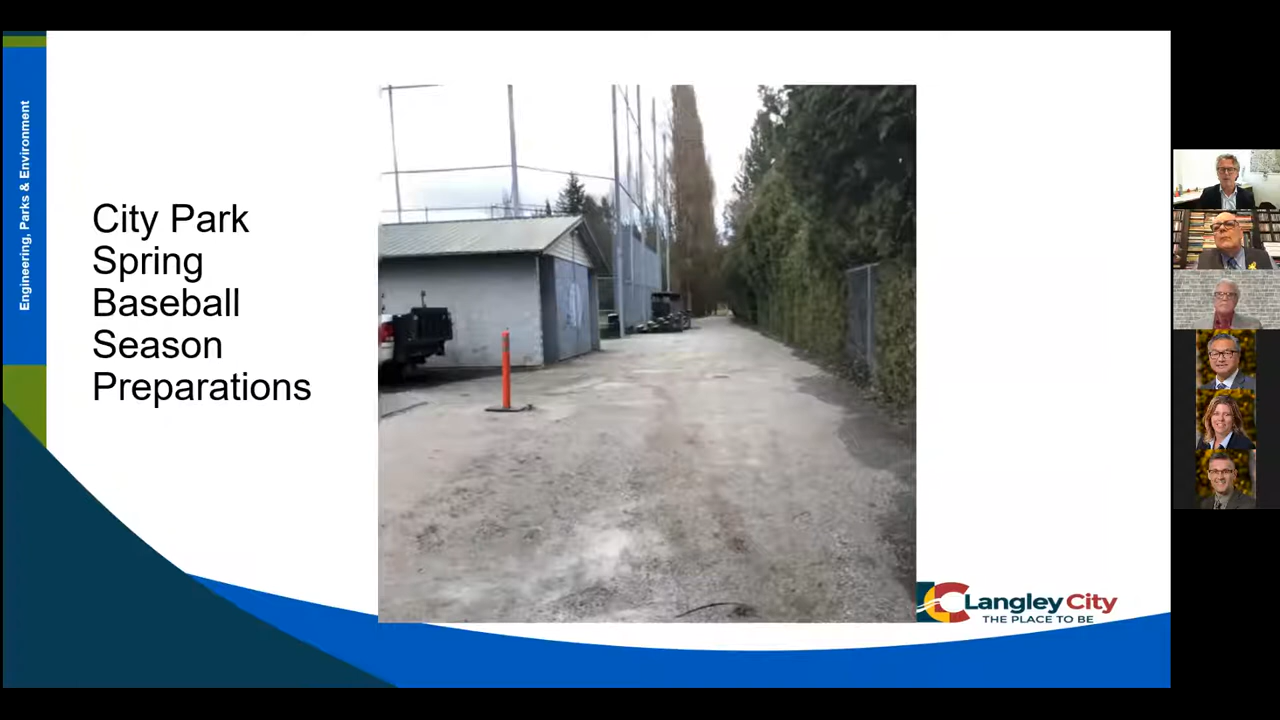 Engineering, Parks & Environment
City Park
Spring
Baseball
Season
Preparations
Langley City
THE PLACE TO BE